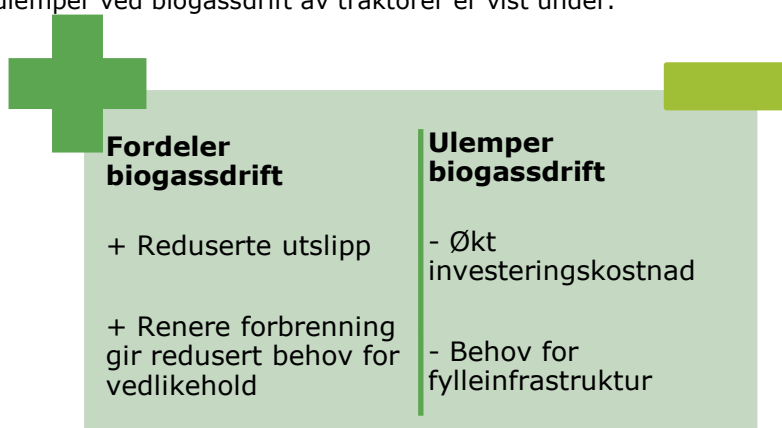 ulemper ved biogassdrift av traktorer er vist under.
Fordeler
biogassdrift
+ Reduserte utslipp
+ Renere forbrenning
gir redusert behov for
vedlikehold
Ulemper
biogassdrift
- Økt
investeringskostnad
- Behov for
fylleinfrastruktur